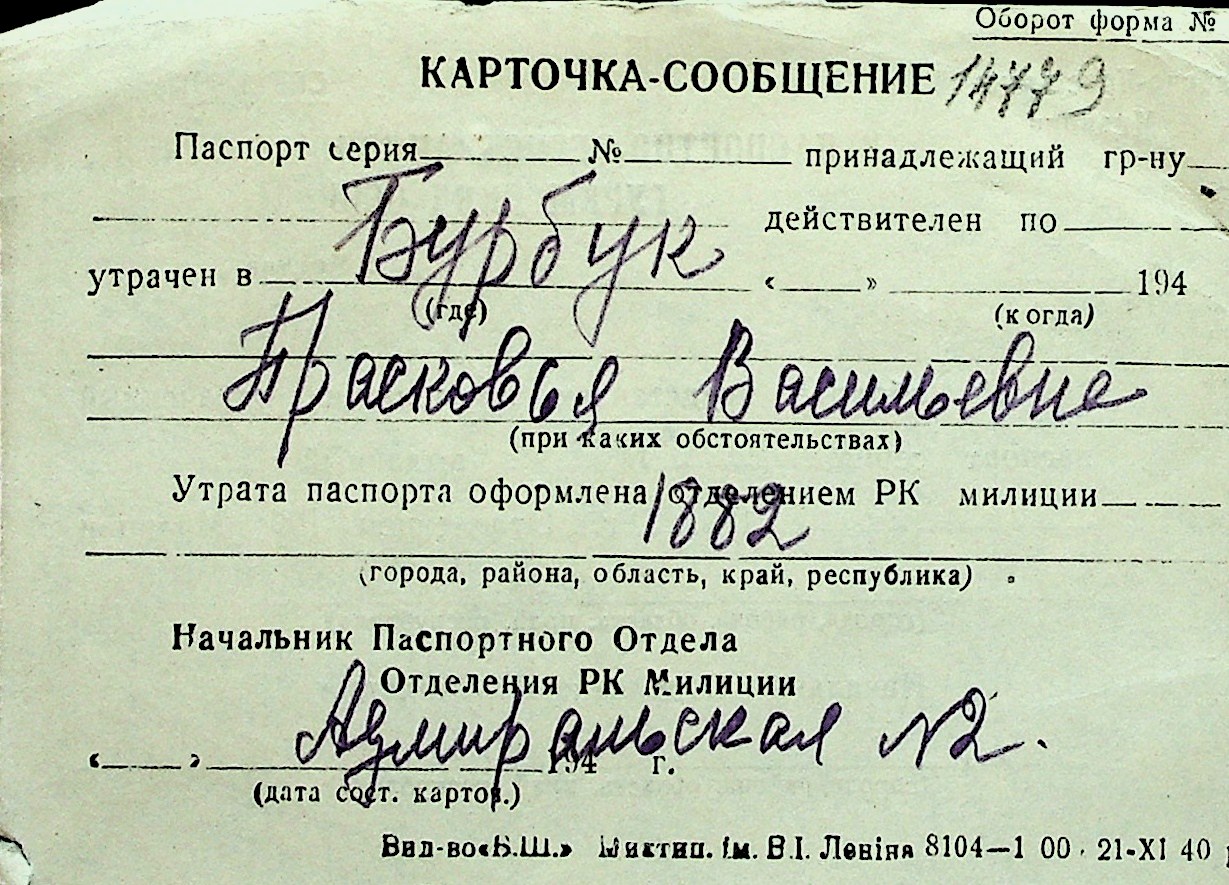 Оборот форма №
КАРТОЧКА-СООБЩЕНИЕ 14779
Паспорт серия № принадлежащий гр-ну
действителен по
Бурбук
утрачен в « » 194
(где) (когда)
Прасковья Васильевне
(при каких обстоятельствах)
Утрата паспорта оформлена отделением РК милиции
1882
(города, района, область, край, республика)
Начальник Паспортного Отдела
Отделения РК Милиции
Адмиральская №2.
« » 194 г.
(дата сост. карточ.)
Вид-во «Б.Ш.» Миктип. ім. В.І. Леніна 8104—1 00 21-XI 40